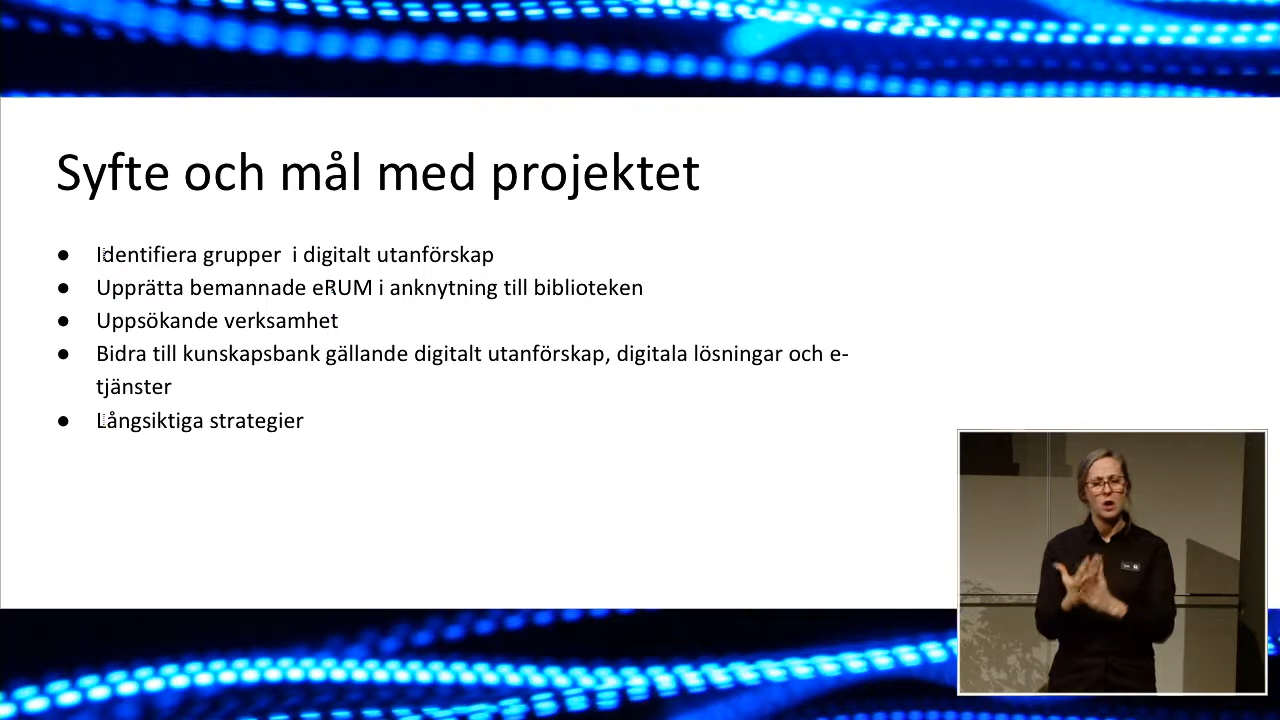 Syfte och mål med projektet
● Identifiera grupper  i digitalt utanförskap
● Upprätta bemannade eRUM i anknytning till biblioteken
● Uppsökande verksamhet
● Bidra till kunskapsbank gällande digitalt utanförskap, digitala lösningar och e-
tjänster
● Långsiktiga strategier